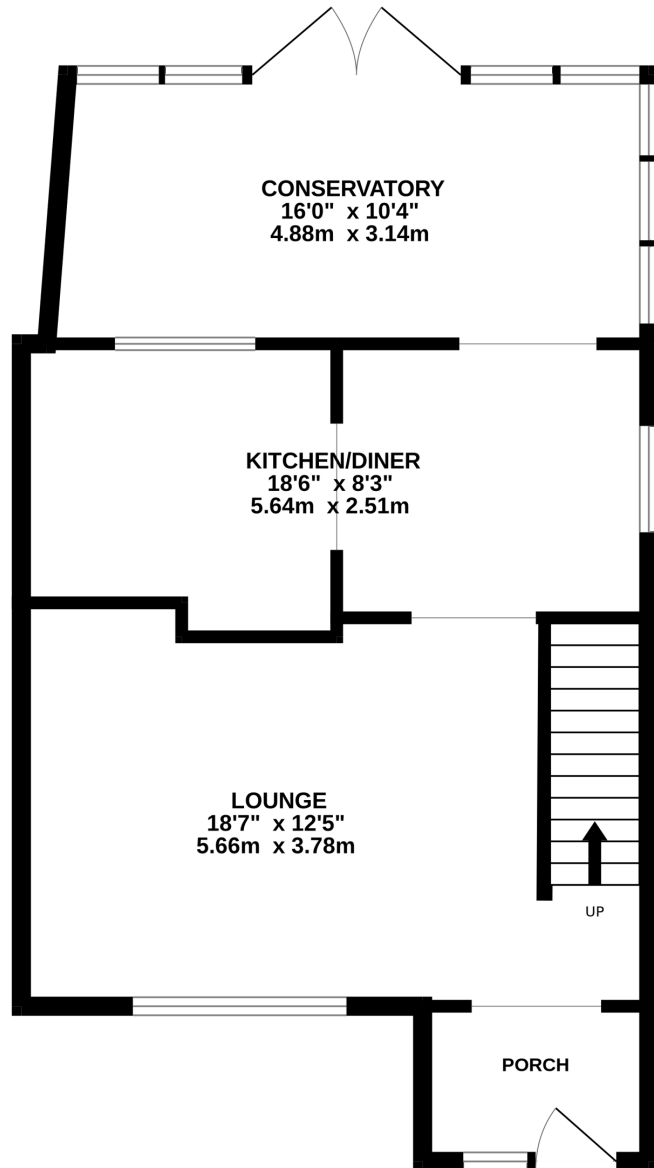 CONSERVATORY
16'0" x 10'4"
4.88m x 3.14m
KITCHEN/DINER
18'6" x 8'3"
5.64m x 2.51m
LOUNGE
18'7" x 12'5"
5.66m x 3.78m
UP
PORCH